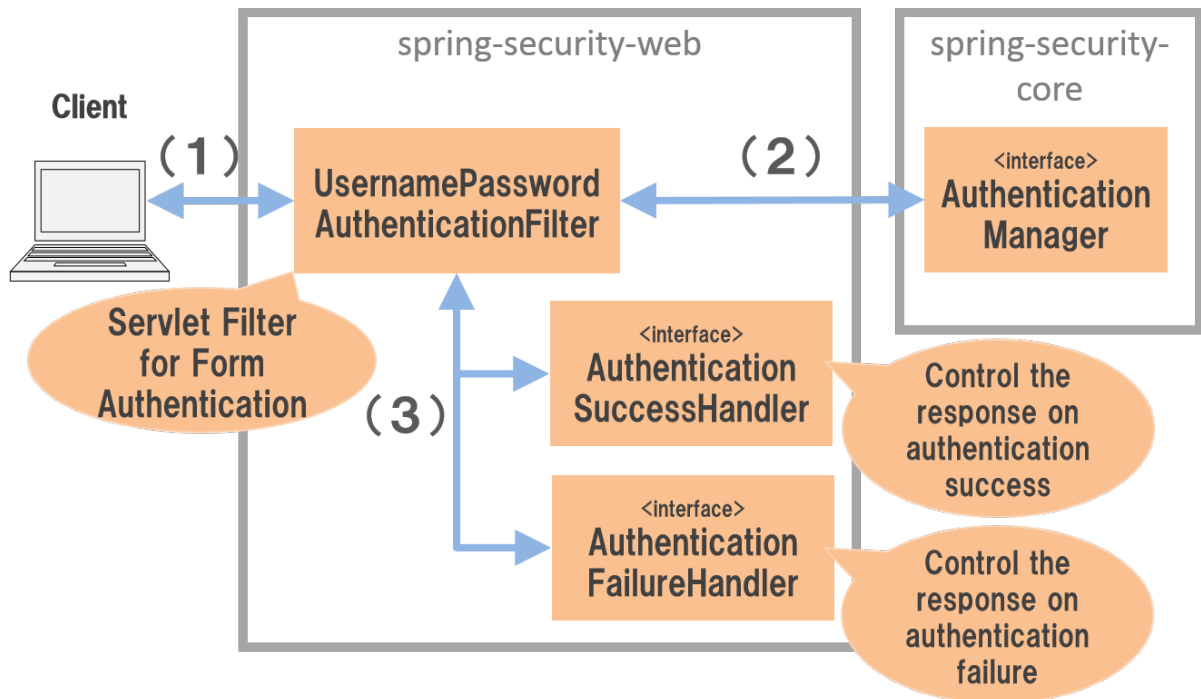 spring-security-web
spring-security-
core
Client
(1)
(2)
UsernamePassword
AuthenticationFilter
<interface>
Authentication
Manager
Servlet Filter
for Form
Authentication
(3)
<interface>
Authentication
SuccessHandler
Control the
response on
authentication
success
<interface>
Authentication
FailureHandler
Control the
response on
authentication
failure